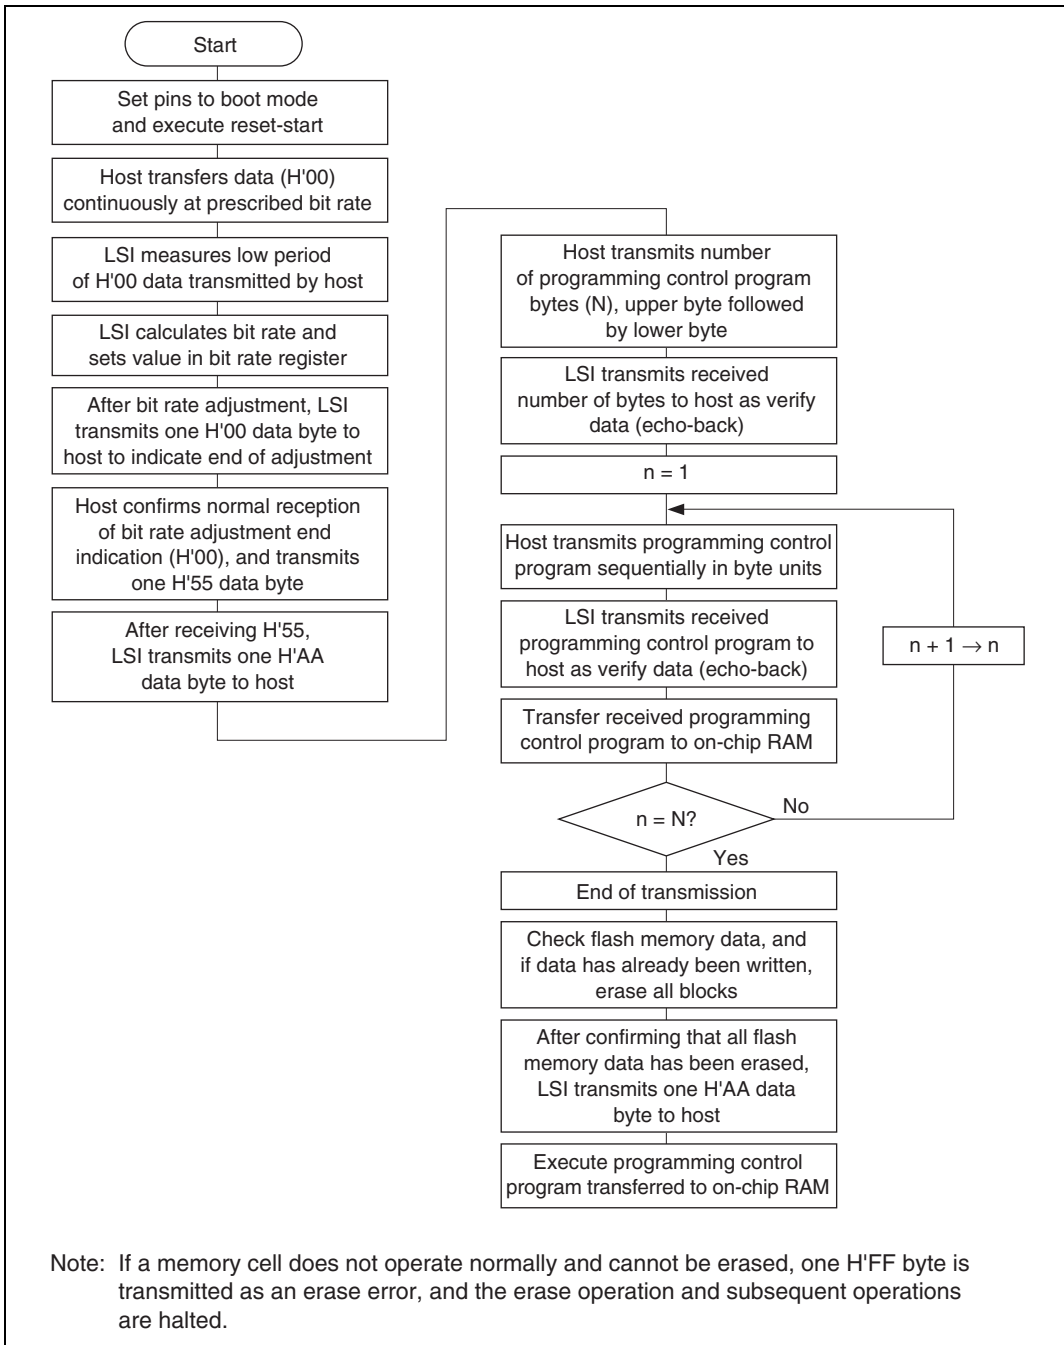 Start
Set pins to boot mode
and execute reset-start
Host transfers data (H'00)
continuously at prescribed bit rate
LSI measures low period
of H'00 data transmitted by host
LSI calculates bit rate and
sets value in bit rate register
After bit rate adjustment, LSI
transmits one H'00 data byte to
host to indicate end of adjustment
Host confirms normal reception
of bit rate adjustment end
indication (H'00), and transmits
one H'55 data byte
After receiving H'55,
LSI transmits one H'AA
data byte to host
Host transmits number
of programming control program
bytes (N), upper byte followed
by lower byte
LSI transmits received
number of bytes to host as verify
data (echo-back)
n = 1
Host transmits programming control
program sequentially in byte units
LSI transmits received
programming control program to
host as verify data (echo-back)
n + 1 → n
Transfer received programming
control program to on-chip RAM
n = N?
No
Yes
End of transmission
Check flash memory data, and
if data has already been written,
erase all blocks
After confirming that all flash
memory data has been erased,
LSI transmits one H'AA data
byte to host
Execute programming control
program transferred to on-chip RAM
Note: If a memory cell does not operate normally and cannot be erased, one H'FF byte is
transmitted as an erase error, and the erase operation and subsequent operations
are halted.